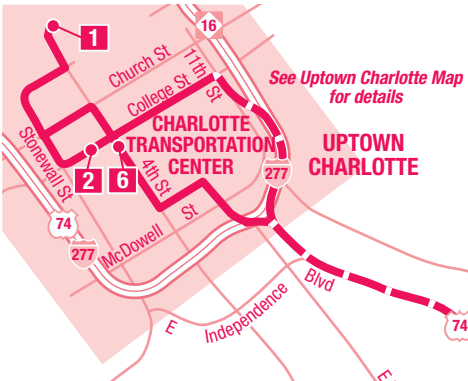 1
16
Church St
College St
11th St
See Uptown Charlotte Map
for details
CHARLOTTE
TRANSPORTATION
CENTER
UPTOWN
CHARLOTTE
Stonewall St
2
6
4th St
277
74
277
McDowell St
Blvd
E Independence
74
E